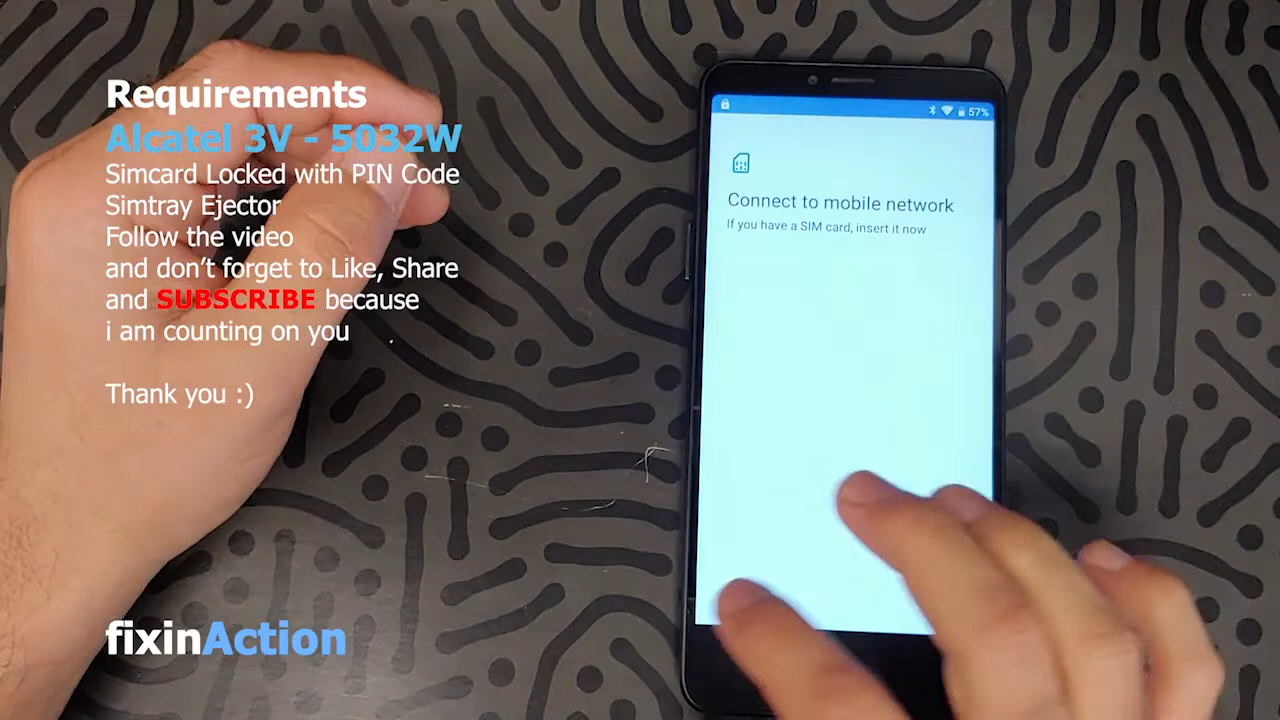 Requirements
Alcatel 3V - 5032W
Simcard Locked with PIN Code
Simtray Ejector
Follow the video
and don't forget to Like, Share
and SUBSCRIBE because
i am counting on you
Thank you :)
fixinAction
57%
Connect to mobile network
If you have a SIM card, insert it now